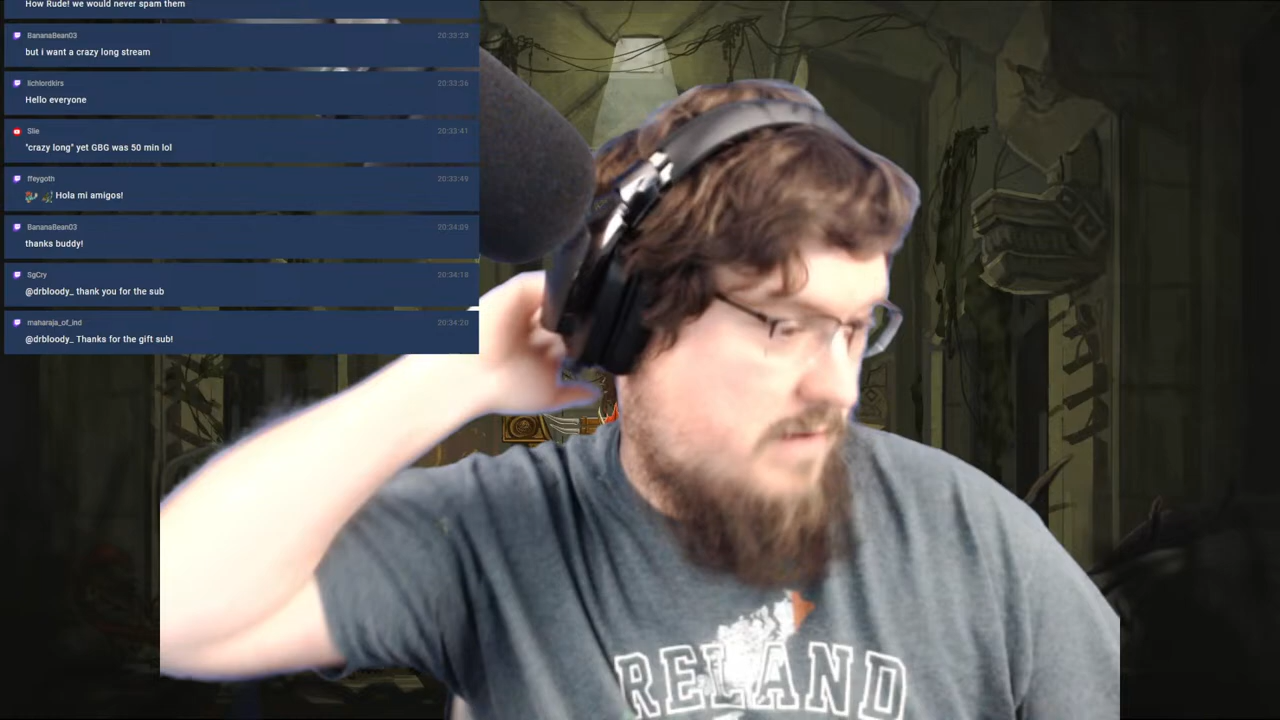 How Rude! we would never spam them
BananaBean03 20:33:23
but i want a crazy long stream
lichlordkirs 20:33:56
Hello everyone
Slie 20:33:41
"crazy long" yet GBG was 50 min lol
ffeygoth 20:33:49
Hola mi amigos!
BananaBean03 20:34:09
thanks buddy!
SgCry 20:34:18
@drbloody_ thank you for the sub
maharaja_of_ind 20:34:20
@drbloody_ Thanks for the gift sub!
RELAND